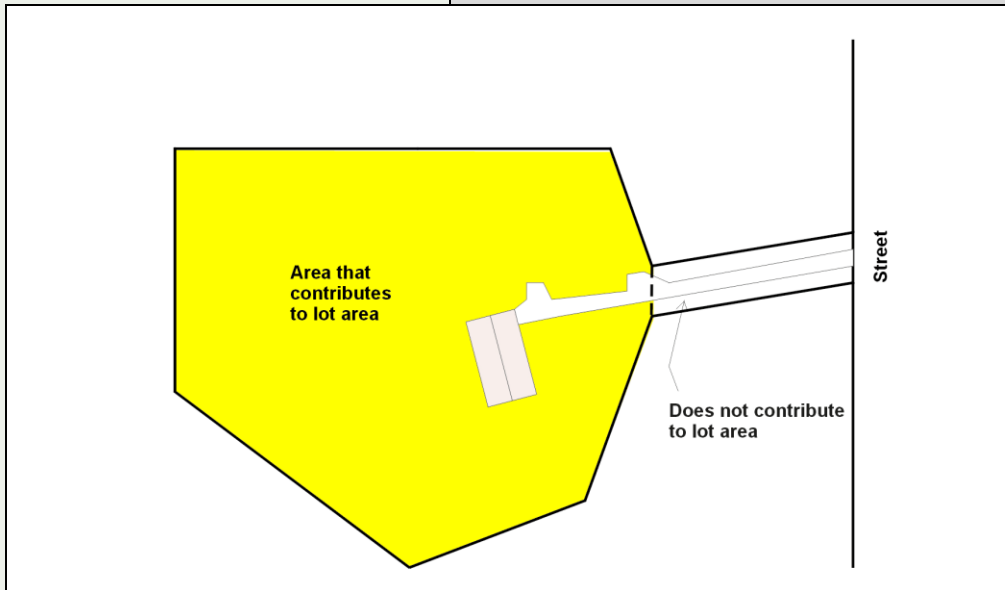 Area that
contributes
to lot area
Street
Does not contribute
to lot area